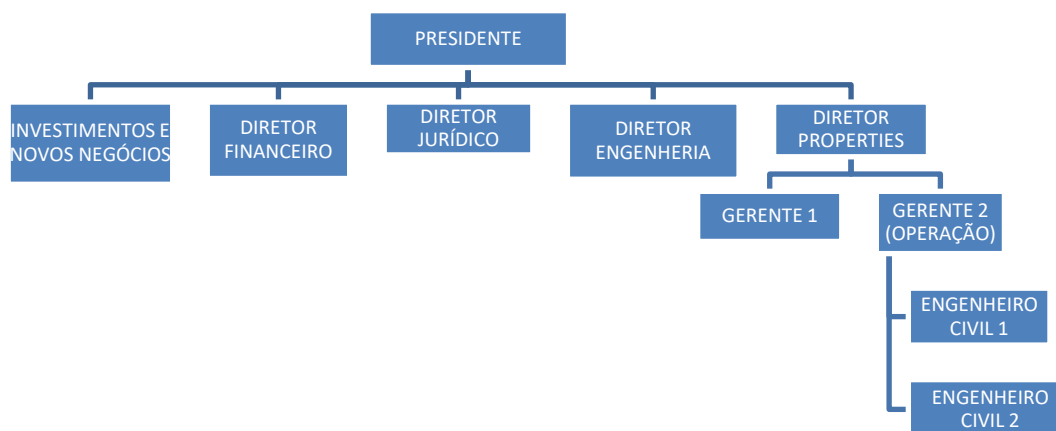 PRESIDENTE
INVESTIMENTOS E
NOVOS NEGÓCIOS
DIRETOR
FINANCEIRO
DIRETOR
JURÍDICO
DIRETOR
ENGENHERIA
DIRETOR
PROPERTIES
GERENTE 1
GERENTE 2
(OPERAÇÃO)
ENGENHEIRO
CIVIL 1
ENGENHEIRO
CIVIL 2